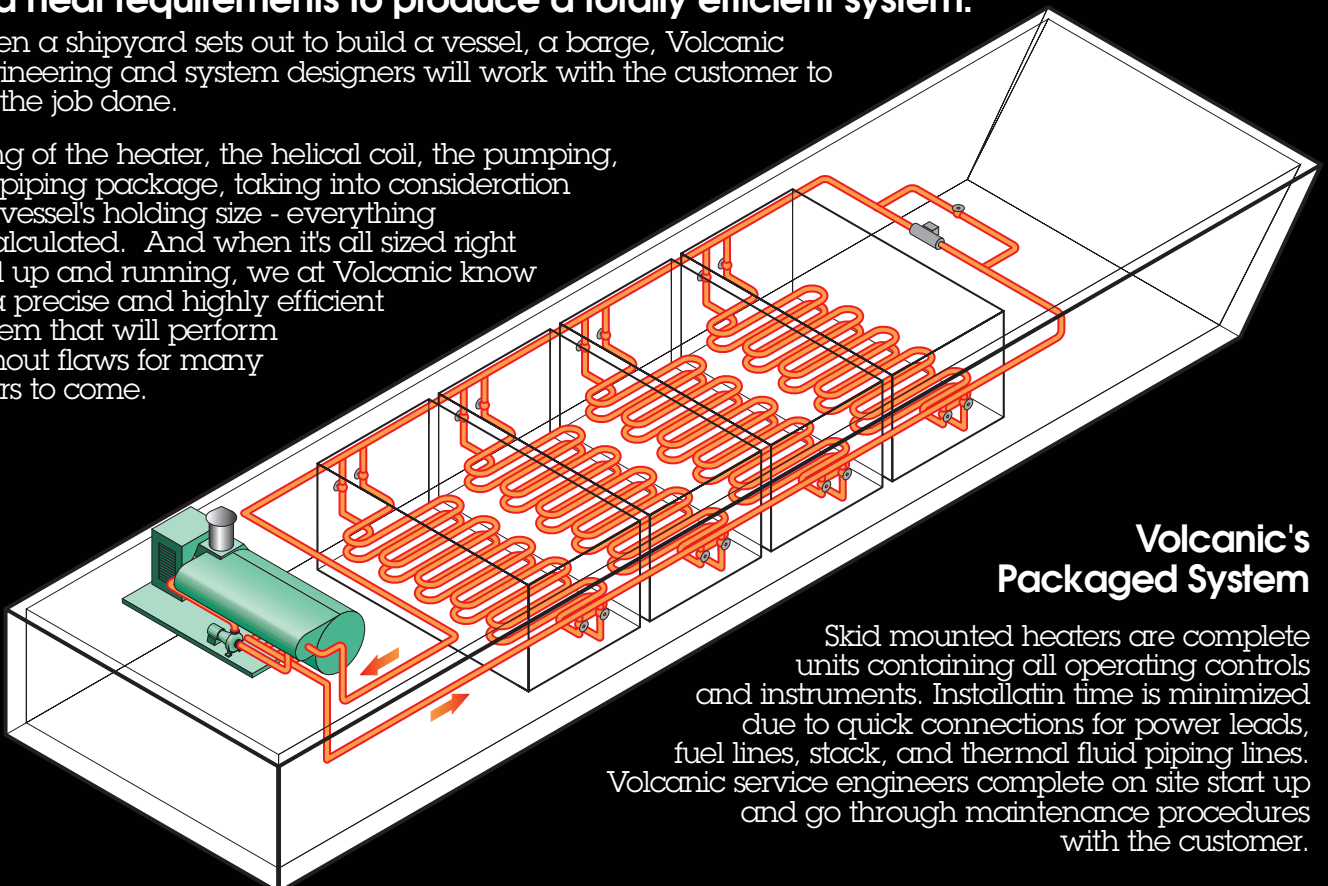 d heat requirements to produce a totally efficient system.
en a shipyard sets out to build a vessel, a barge, Volcanic
gineering and system designers will work with the customer to
the job done.
ng of the heater, the helical coil, the pumping,
piping package, taking into consideration
vessel's holding size - everything
alculated. And when it's all sized right
d up and running, we at Volcanic know
a precise and highly efficient
tem that will perform
hout flaws for many
rs to come.
Volcanic's
Packaged System
Skid mounted heaters are complete
units containing all operating controls
and instruments. Installatin time is minimized
due to quick connections for power leads,
fuel lines, stack, and thermal fluid piping lines.
Volcanic service engineers complete on site start up
and go through maintenance procedures
with the customer.